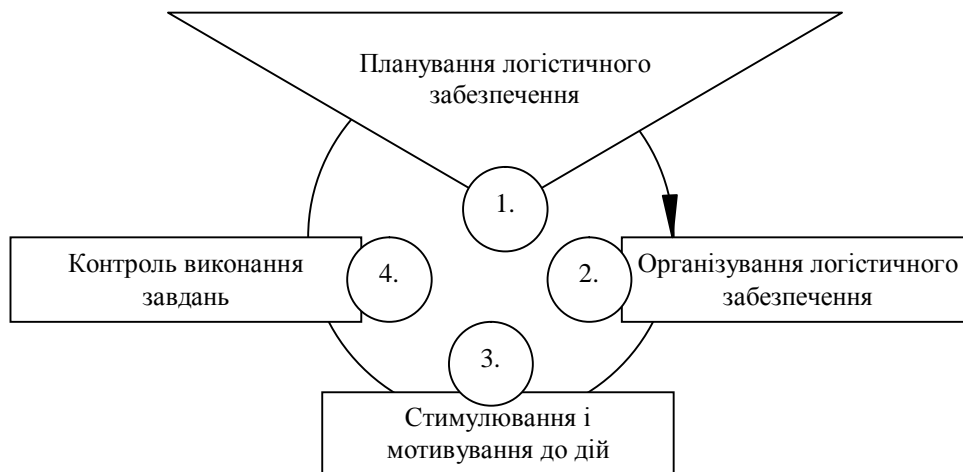 Планування логістичного
забезпечення
1.
2.
Організування логістичного
забезпечення
3.
Стимулювання і
мотивування до дій
4.
Контроль виконання
завдань